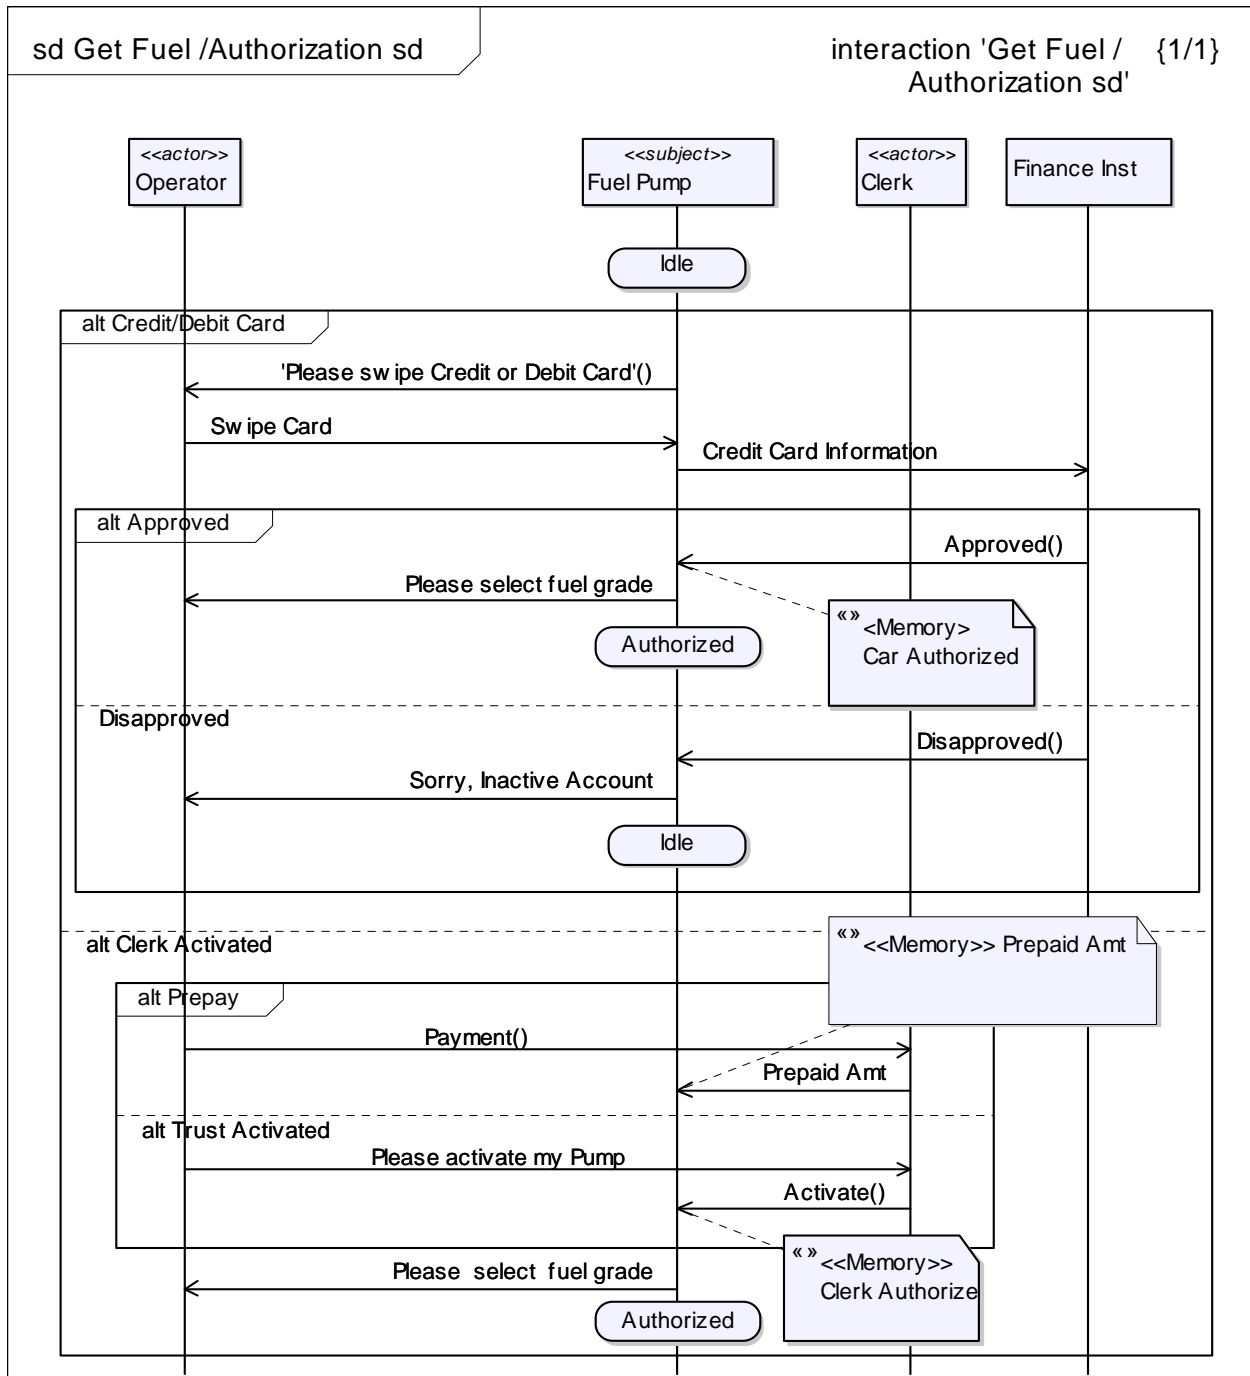 sd Get Fuel /Authorization sd
interaction 'Get Fuel / {1/1}
Authorization sd'
<<actor>>
Operator
<<subject>>
Fuel Pump
<<actor>>
Clerk
Finance Inst
Idle
alt Credit/Debit Card
'Please swipe Credit or Debit Card'()
Swipe Card
Credit Card Information
alt Approved
Approved()
Please select fuel grade
«»
<Memory>
Car Authorized
Authorized
Disapproved
Disapproved()
Sorry, Inactive Account
Idle
alt Clerk Activated
«»
<<Memory>> Prepaid Amt
alt Prepay
Payment()
Prepaid Amt
alt Trust Activated
Please activate my Pump
Activate()
«»
<<Memory>>
Clerk Authorize
Please select fuel grade
Authorized